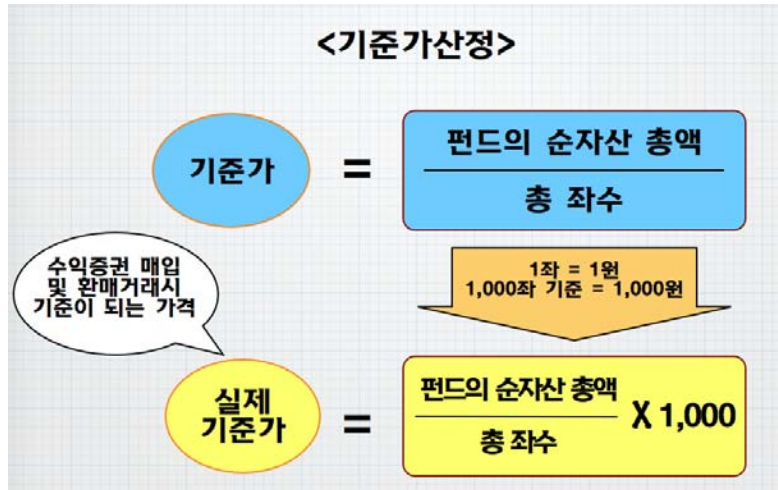 <기준가산정>
기준가
=
펀드의 순자산 총액
총 좌수
수익증권 매입
및 환매거래시
기준이 되는 가격
1좌 = 1원
1,000좌 기준 = 1,000원
실제
기준가
=
펀드의 순자산 총액
총 좌수
X 1,000